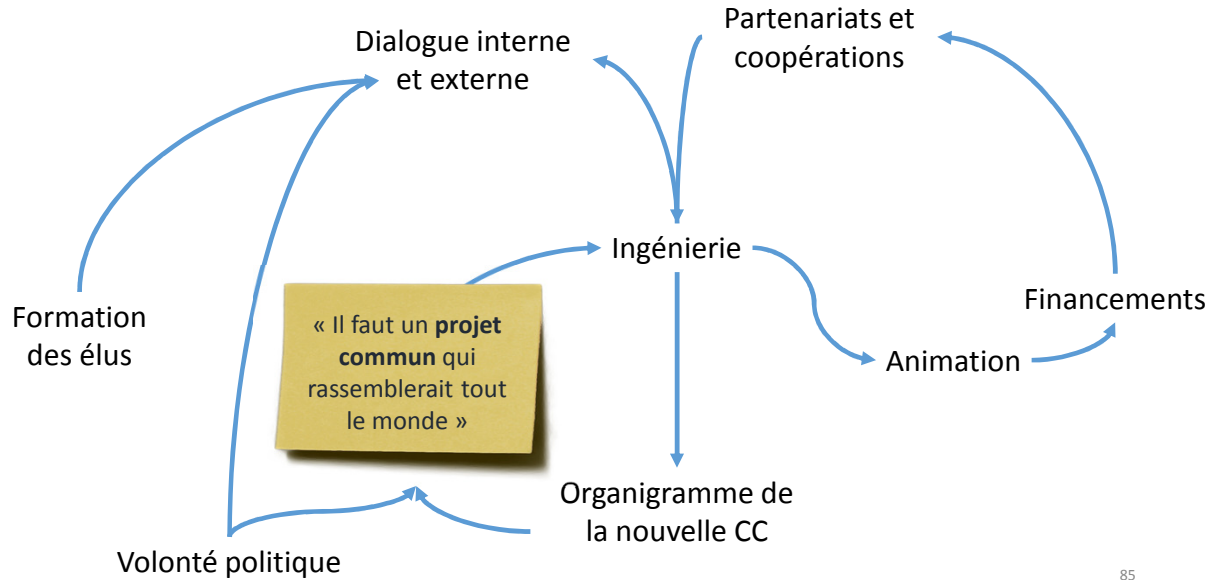 Partenariats et
coopérations
Dialogue interne
et externe
Ingénierie
Formation
des élus
« Il faut un projet
commun qui
rassemblerait tout
le monde »
Financements
Animation
Organigramme de
la nouvelle CC
Volonté politique
85